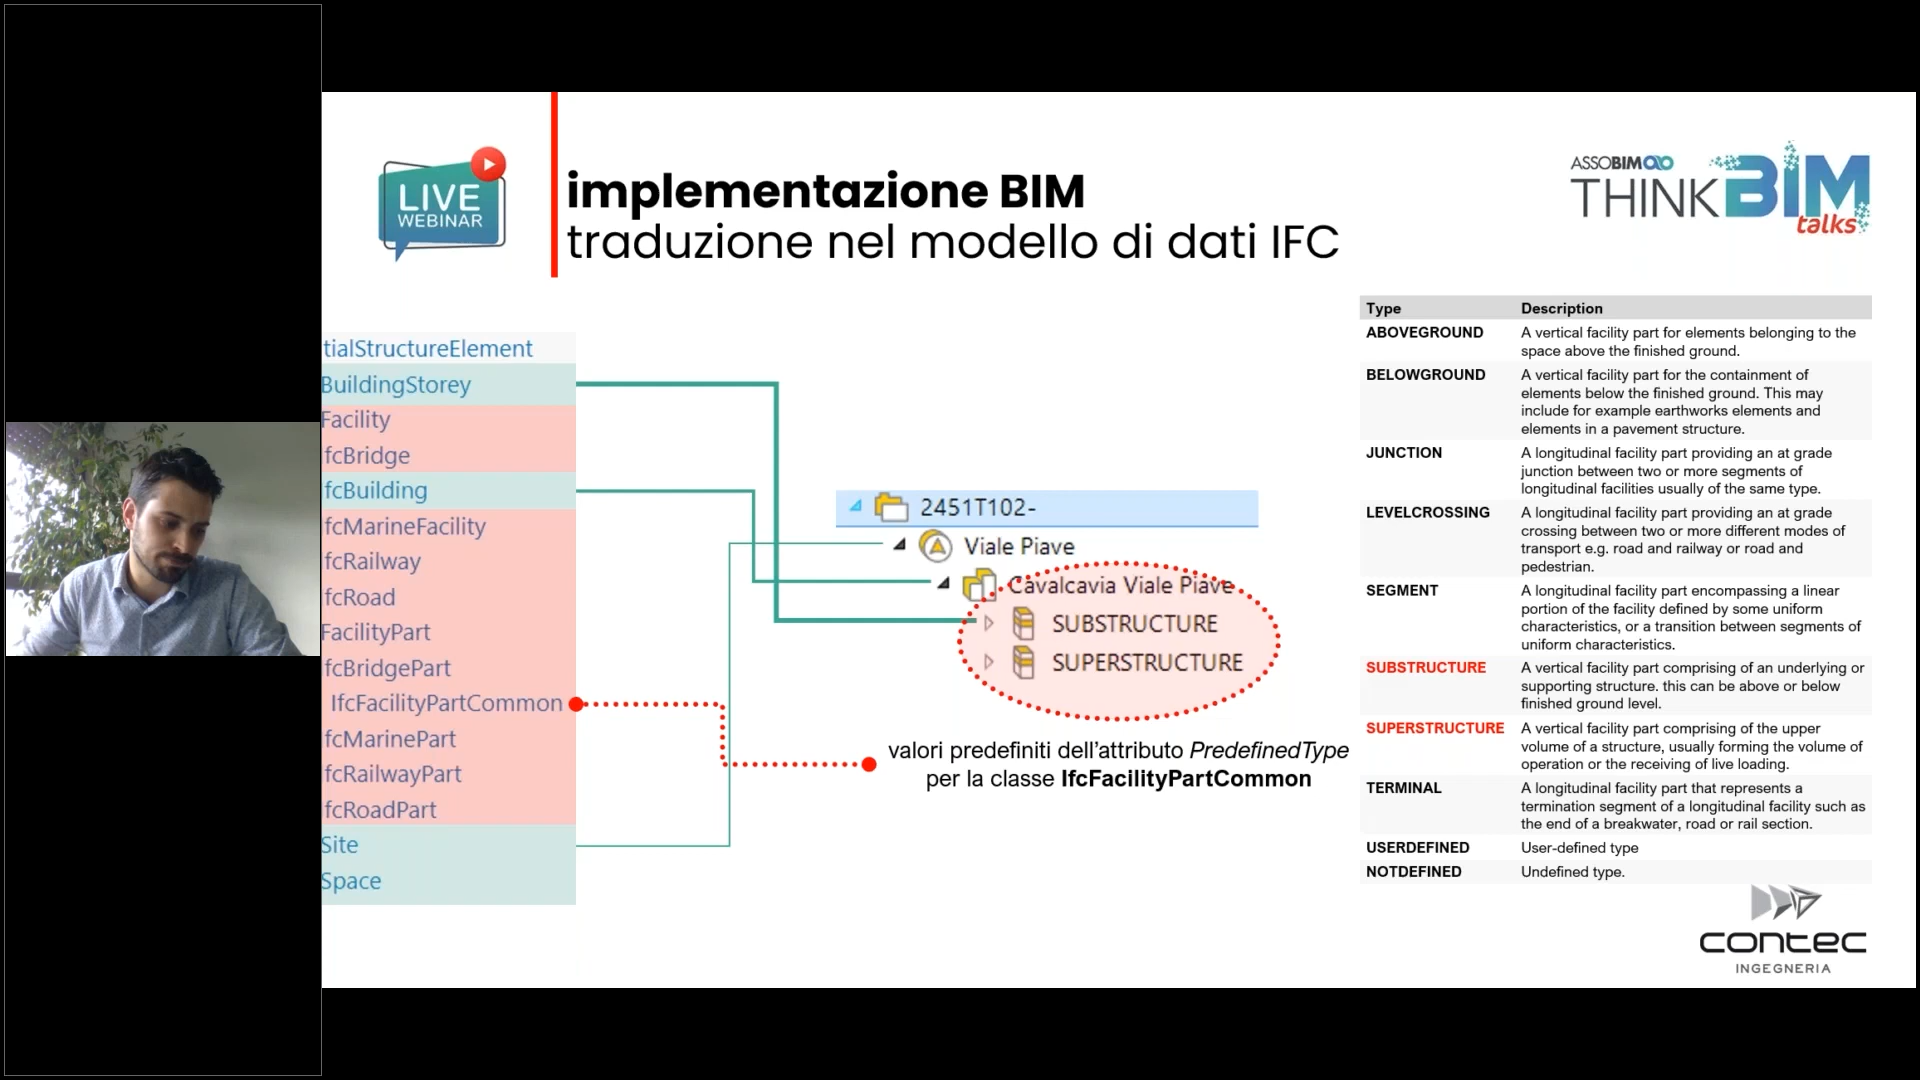 LIVE
WEBINAR
implementazione BIM
traduzione nel modello di dati IFC
ASSOBIM
THINK BIM
talks
tialStructureElement
BuildingStorey
Facility
fcBridge
fcBuilding
fcMarineFacility
fcRailway
fcRoad
FacilityPart
fcBridgePart
IfcFacilityPartCommon
fcMarinePart
fcRailwayPart
fcRoadPart
Site
Space
2451T102-
Viale Piave
Cavalcavia Viale Piave
SUBSTRUCTURE
SUPERSTRUCTURE
valori predefiniti dell'attributo PredefinedType
per la classe IfcFacilityPartCommon
Type Description
ABOVEGROUND A vertical facility part for elements belonging to the
space above the finished ground.
BELOWGROUND A vertical facility part for the containment of
elements below the finished ground. This may
include for example earthworks elements and
elements in a pavement structure.
JUNCTION A longitudinal facility part providing an at grade
junction between two or more segments of
longitudinal facilities usually of the same type.
LEVELCROSSING A longitudinal facility part providing an at grade
crossing between two or more different modes of
transport e.g. road and railway or road and
pedestrian.
SEGMENT A longitudinal facility part encompassing a linear
portion of the facility defined by some uniform
characteristics, or a transition between segments of
uniform characteristics.
SUBSTRUCTURE A vertical facility part comprising of an underlying or
supporting structure. this can be above or below
finished ground level.
SUPERSTRUCTURE A vertical facility part comprising of the upper
volume of a structure, usually forming the volume of
operation or the receiving of live loading.
TERMINAL A longitudinal facility part that represents a
termination segment of a longitudinal facility such as
the end of a breakwater, road or rail section.
USERDEFINED User-defined type
NOTDEFINED Undefined type.
contec
INGEGNERIA